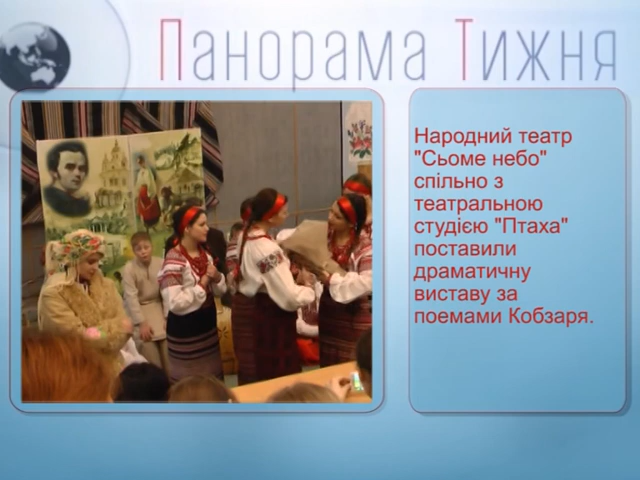 Панорама Тижня
Народний театр
"Сьоме небо"
спільно з
театральною
студією "Птаха"
поставили
драматичну
виставу за
поемами Кобзаря.